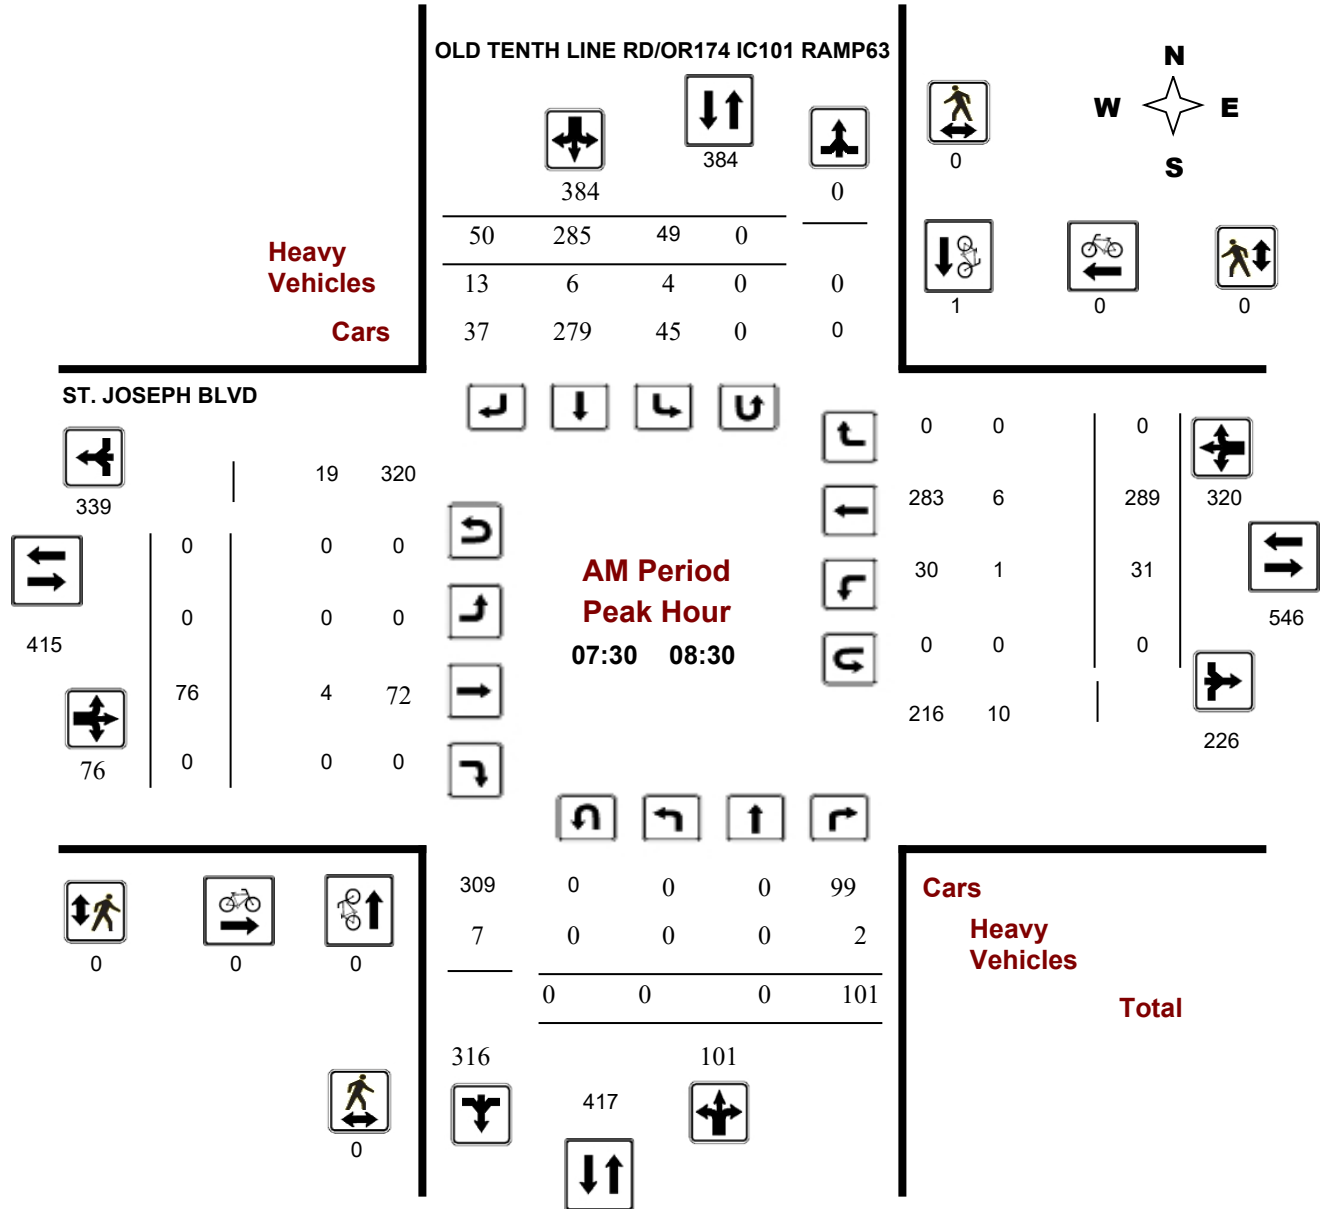 OLD TENTH LINE RD/OR174 IC101 RAMP63
N
W E
S
384
0
384 0
50 285 49 0
Heavy
Vehicles
13 6 4 0 0
1 0 0
Cars
37 279 45 0 0
ST. JOSEPH BLVD
0 0 0
19 320
339
283 6 289 320
0 0 0
AM Period
30 1 31
Peak Hour
0 0 0
546
415
07:30 08:30
0 0 0
76 4 72
216 10
226
76
0 0 0
309 0 0 0 99
Cars
7 0 0 0 2
Heavy
Vehicles
0 0 0
0 0 0 101
Total
316 101
417
0